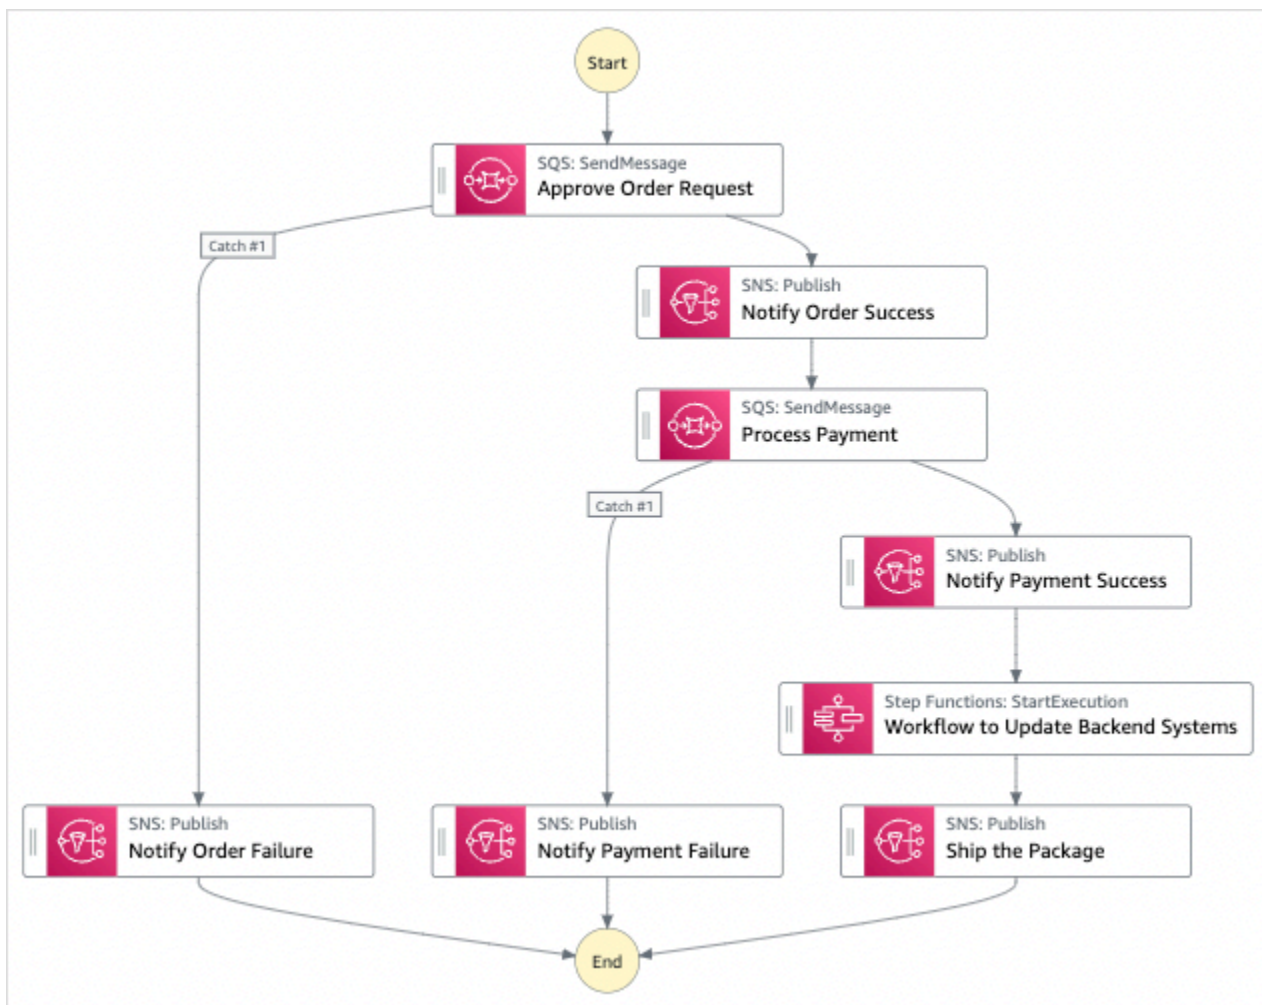 Start
SQS: SendMessage
Approve Order Request
Catch #1
SNS: Publish
Notify Order Success
SQS: SendMessage
Process Payment
Catch #1
SNS: Publish
Notify Payment Success
Step Functions: StartExecution
Workflow to Update Backend Systems
SNS: Publish
Notify Order Failure
SNS: Publish
Notify Payment Failure
SNS: Publish
Ship the Package
End